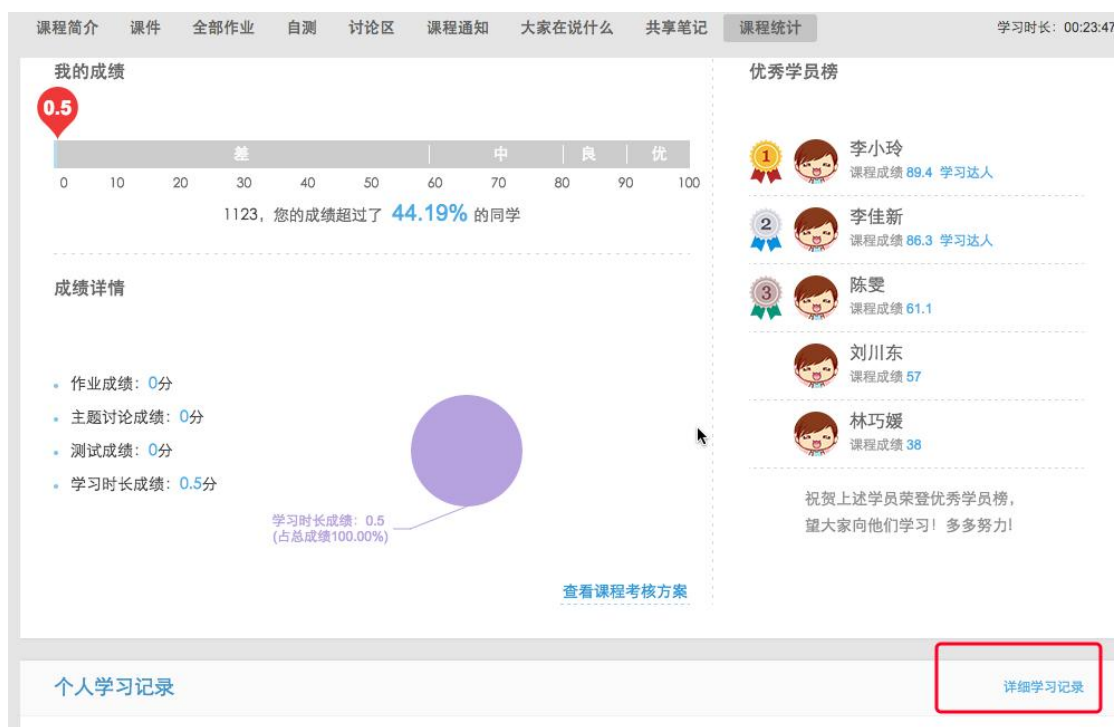 课程简介 课件 全部作业 自测 讨论区 课程通知 大家在说什么 共享笔记 课程统计 学习时长：00:23:47
我的成绩
0.5
差 中 良 优
0 10 20 30 40 50 60 70 80 90 100
1123，您的成绩超过了 44.19% 的同学
成绩详情
作业成绩：0分
主题讨论成绩：0分
测试成绩：0分
学习时长成绩：0.5分
学习时长成绩：0.5
(占总成绩100.00%)
查看课程考核方案
优秀学员榜
1
李小玲
课程成绩 89.4 学习达人
2
李佳新
课程成绩 86.3 学习达人
3
陈雯
课程成绩 61.1
刘川东
课程成绩 57
林巧媛
课程成绩 38
祝贺上述学员荣登优秀学员榜，
望大家向他们学习！多多努力！
个人学习记录
详细学习记录